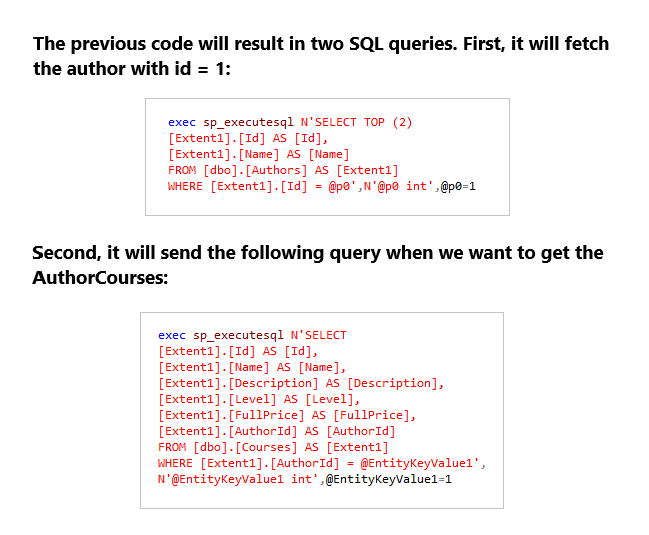 The previous code will result in two SQL queries. First, it will fetch
the author with id = 1:
exec sp_executesql N'SELECT TOP (2)
[Extent1].[Id] AS [Id],
[Extent1].[Name] AS [Name]
FROM [dbo].[Authors] AS [Extent1]
WHERE [Extent1].[Id] = @p0',N'@p0 int',@p0=1
Second, it will send the following query when we want to get the
AuthorCourses:
exec sp_executesql N'SELECT
[Extent1].[Id] AS [Id],
[Extent1].[Name] AS [Name],
[Extent1].[Description] AS [Description],
[Extent1].[Level] AS [Level],
[Extent1].[FullPrice] AS [FullPrice],
[Extent1].[AuthorId] AS [AuthorId]
FROM [dbo].[Courses] AS [Extent1]
WHERE [Extent1].[AuthorId] = @EntityKeyValue1',
N'@EntityKeyValue1 int',@EntityKeyValue1=1